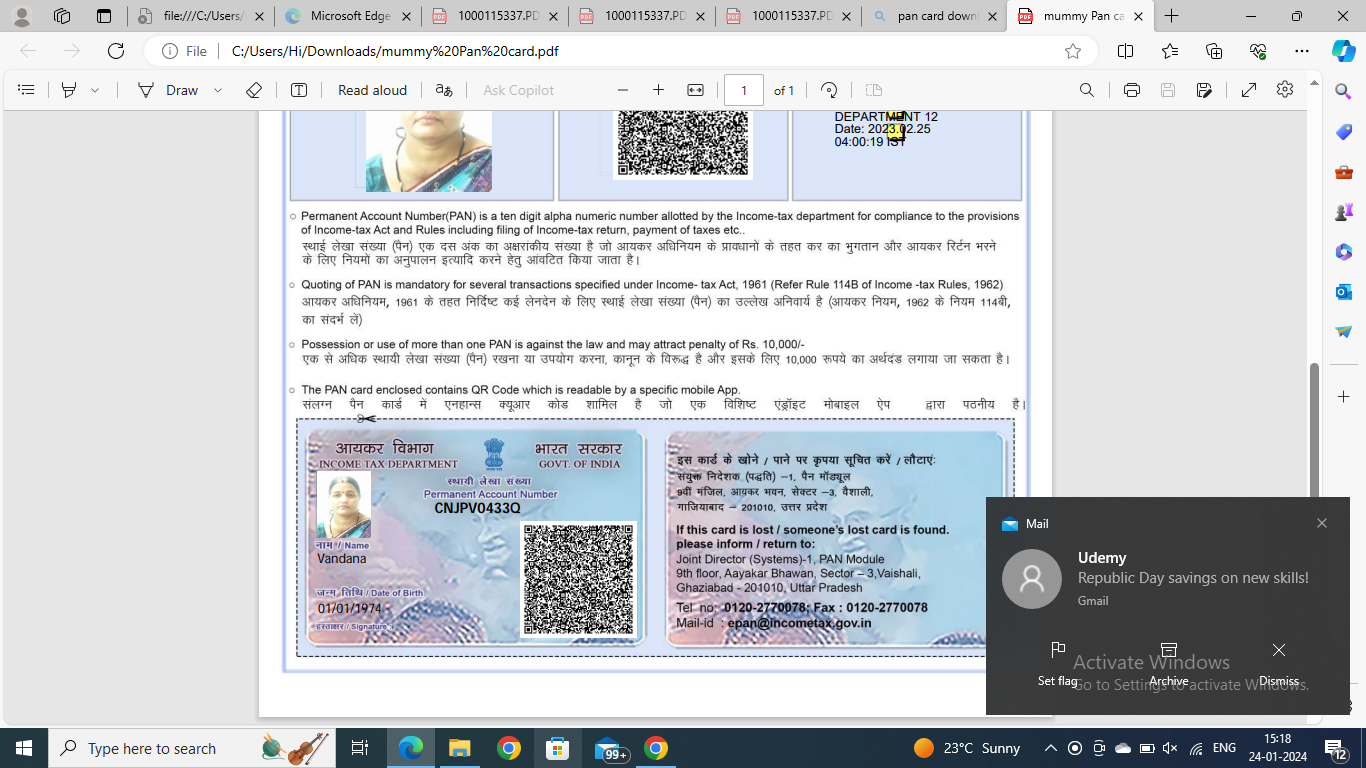 file:///C:/Users/
Microsoft Edge
1000115337.PD
1000115337.PD
1000115337.PD
pan card downl
mummy Pan ca
File
C:/Users/Hi/Downloads/mummy%20Pan%20card.pdf
Draw
Read aloud
Ask Copilot
1
of 1
DEPARTMENT 12
Date: 2023.02.25
04:00:19 IST
Permanent Account Number(PAN) is a ten digit alpha numeric number allotted by the Income-tax department for compliance to the provisions
of Income-tax Act and Rules including filing of Income-tax return, payment of taxes etc..
स्थाई लेखा संख्या (पैन) एक दस अंक का अक्षरांकीय संख्या है जो आयकर अधिनियम के प्रावधानों के तहत कर का भुगतान और आयकर रिर्टन भरने
के लिए नियमों का अनुपालन इत्यादि करने हेतु आंवटित किया जाता है।
Quoting of PAN is mandatory for several transactions specified under Income- tax Act, 1961 (Refer Rule 114B of Income -tax Rules, 1962)
आयकर अधिनियम, 1961 के तहत निर्दिष्ट कई लेनदेन के लिए स्थाई लेखा संख्या (पैन) का उल्लेख अनिवार्य है (आयकर नियम, 1962 के नियम 114बी,
का संदर्भ लें)
Possession or use of more than one PAN is against the law and may attract penalty of Rs. 10,000/-
एक से अधिक स्थायी लेखा संख्या (पैन) रखना या उपयोग करना, कानून के विरूद्ध है और इसके लिए 10,000 रूपये का अर्थदंड लगाया जा सकता है।
The PAN card enclosed contains QR Code which is readable by a specific mobile App.
संलग्न पैन कार्ड में एनहान्स क्यूआर कोड शामिल है जो एक विशिष्ट एंड्रॉइट मोबाइल ऐप द्वारा पठनीय है।
आयकर विभाग
भारत सरकार
INCOME TAX DEPARTMENT
GOVT. OF INDIA
स्थायी लेखा संख्या
Permanent Account Number
CNJPV0433Q
नाम / Name
Vandana
जन्म तिथि / Date of Birth
01/01/1974
हस्ताक्षर / Signature :
इस कार्ड के खोने / पाने पर कृपया सूचित करें / लौटाएं:
संयुक्त निदेशक (पद्धति) –1, पैन मॉड्यूल
9वीं मंजिल, आयकर भवन, सेक्टर –3, वैशाली,
गाजियाबाद – 201010, उत्तर प्रदेश
If this card is lost / someone's lost card is found.
please inform / return to:
Joint Director (Systems)-1, PAN Module
9th floor, Aayakar Bhawan, Sector – 3,Vaishali,
Ghaziabad - 201010, Uttar Pradesh
Tel no: 0120-2770078; Fax : 0120-2770078
Mail-id : epan@incometax.gov.in
Mail
Udemy
Republic Day savings on new skills!
Gmail
Set flag
Archive
Dismiss
Activate Windows
Go to Settings to activate Windows.
Type here to search
99+
23°C Sunny
ENG
15:18
24-01-2024
12